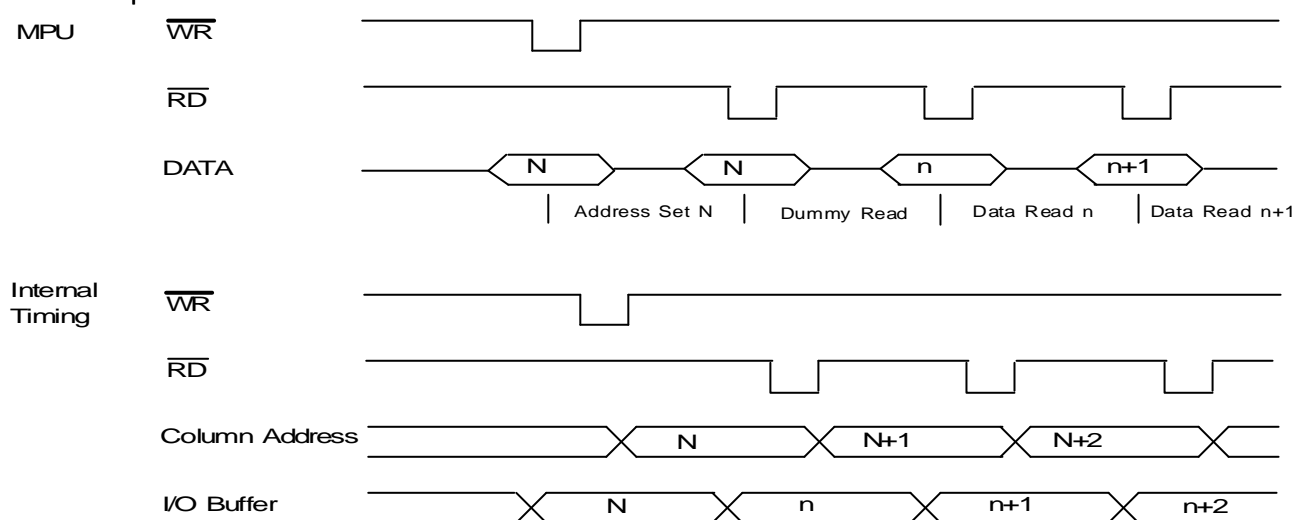 MPU WR
RD
DATA N N n n+1
Address Set N Dummy Read Data Read n Data Read n+1
Internal
Timing
WR
RD
Column Address N N+1 N+2
I/O Buffer N n n+1 n+2